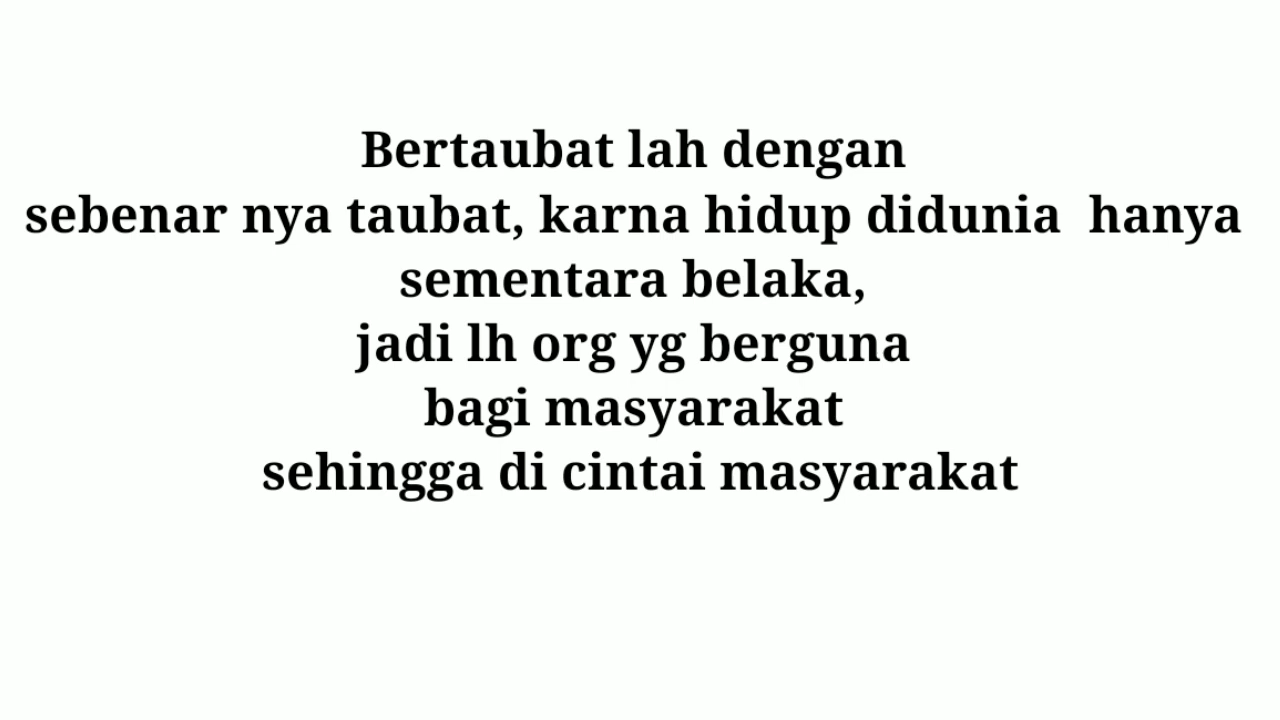 Bertaubat lah dengan
sebenar nya taubat, karna hidup didunia  hanya
sementara belaka,
jadi lh org yg berguna
bagi masyarakat
sehingga di cintai masyarakat